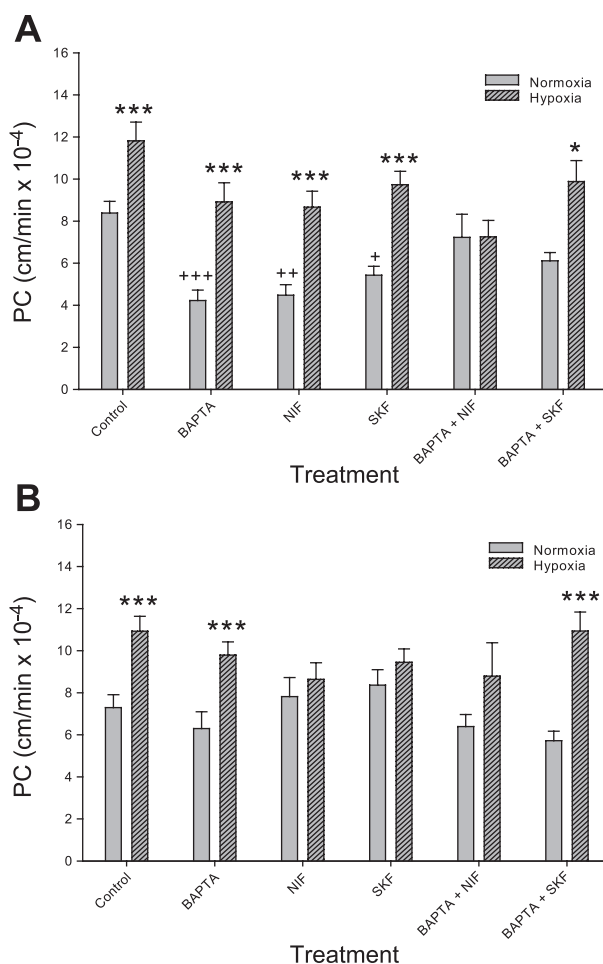 A
PC (cm/min x 10-4)
16
14
12
10
8
6
4
2
0
Normoxia
Hypoxia
***
***
***
***
*
+++
++
+
Control
BAPTA
NIF
SKF
BAPTA + NIF
BAPTA + SKF
Treatment
B
PC (cm/min x 10-4)
16
14
12
10
8
6
4
2
0
Normoxia
Hypoxia
***
***
***
Control
BAPTA
NIF
SKF
BAPTA + NIF
BAPTA + SKF
Treatment